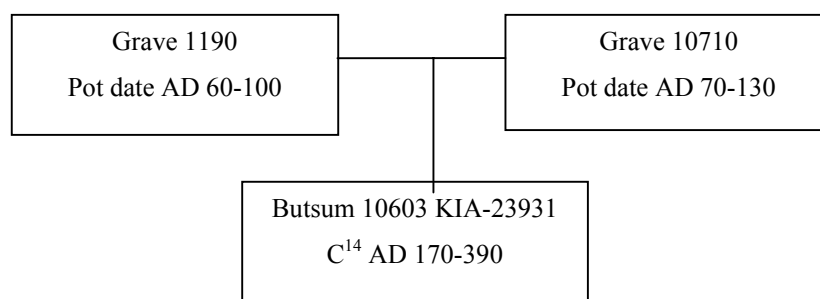 Grave 1190
Pot date AD 60-100
Grave 10710
Pot date AD 70-130
Butsum 10603 KIA-23931
C¹⁴ AD 170-390